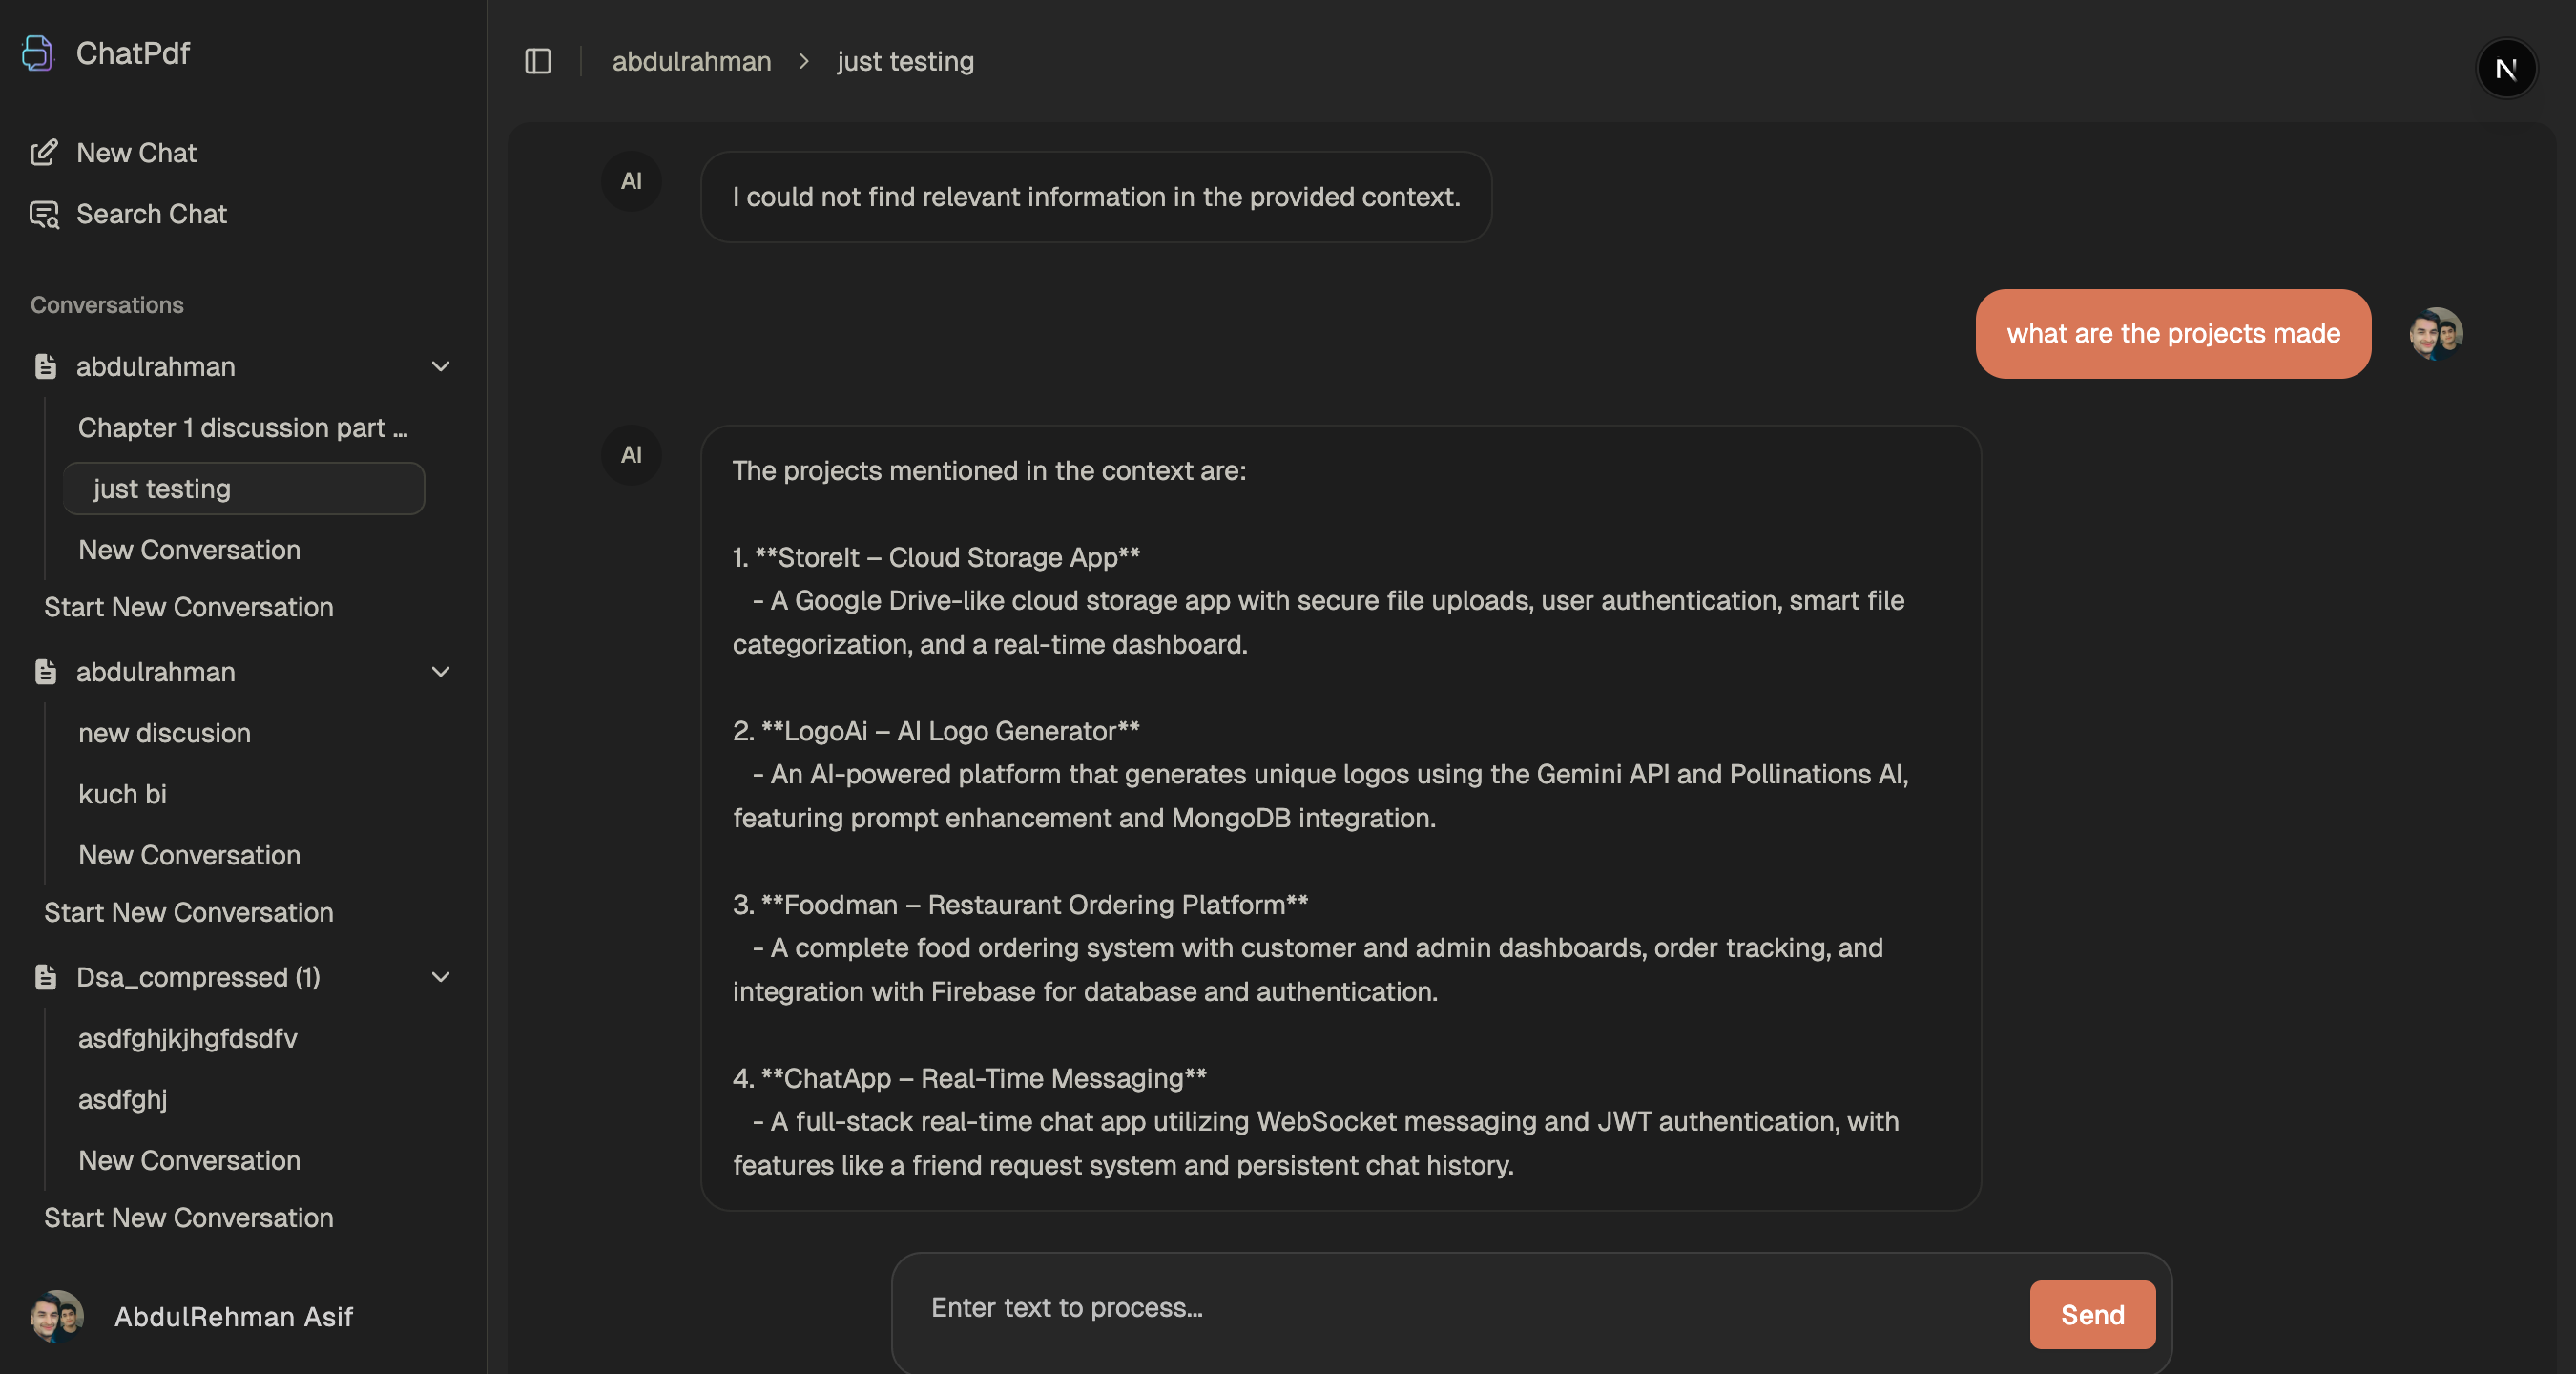 ChatPdf
New Chat
Search Chat
Conversations
abdulrahman
Chapter 1 discussion part ...
just testing
New Conversation
Start New Conversation
abdulrahman
new discusion
kuch bi
New Conversation
Start New Conversation
Dsa_compressed (1)
asdfghjkjhgfdsdfv
asdfghj
New Conversation
Start New Conversation
AbdulRehman Asif
abdulrahman > just testing
N
AI
I could not find relevant information in the provided context.
what are the projects made
AI
The projects mentioned in the context are:
1. **StoreIt – Cloud Storage App**
- A Google Drive-like cloud storage app with secure file uploads, user authentication, smart file
categorization, and a real-time dashboard.
2. **LogoAi – AI Logo Generator**
- An AI-powered platform that generates unique logos using the Gemini API and Pollinations AI,
featuring prompt enhancement and MongoDB integration.
3. **Foodman – Restaurant Ordering Platform**
- A complete food ordering system with customer and admin dashboards, order tracking, and
integration with Firebase for database and authentication.
4. **ChatApp – Real-Time Messaging**
- A full-stack real-time chat app utilizing WebSocket messaging and JWT authentication, with
features like a friend request system and persistent chat history.
Enter text to process...
Send